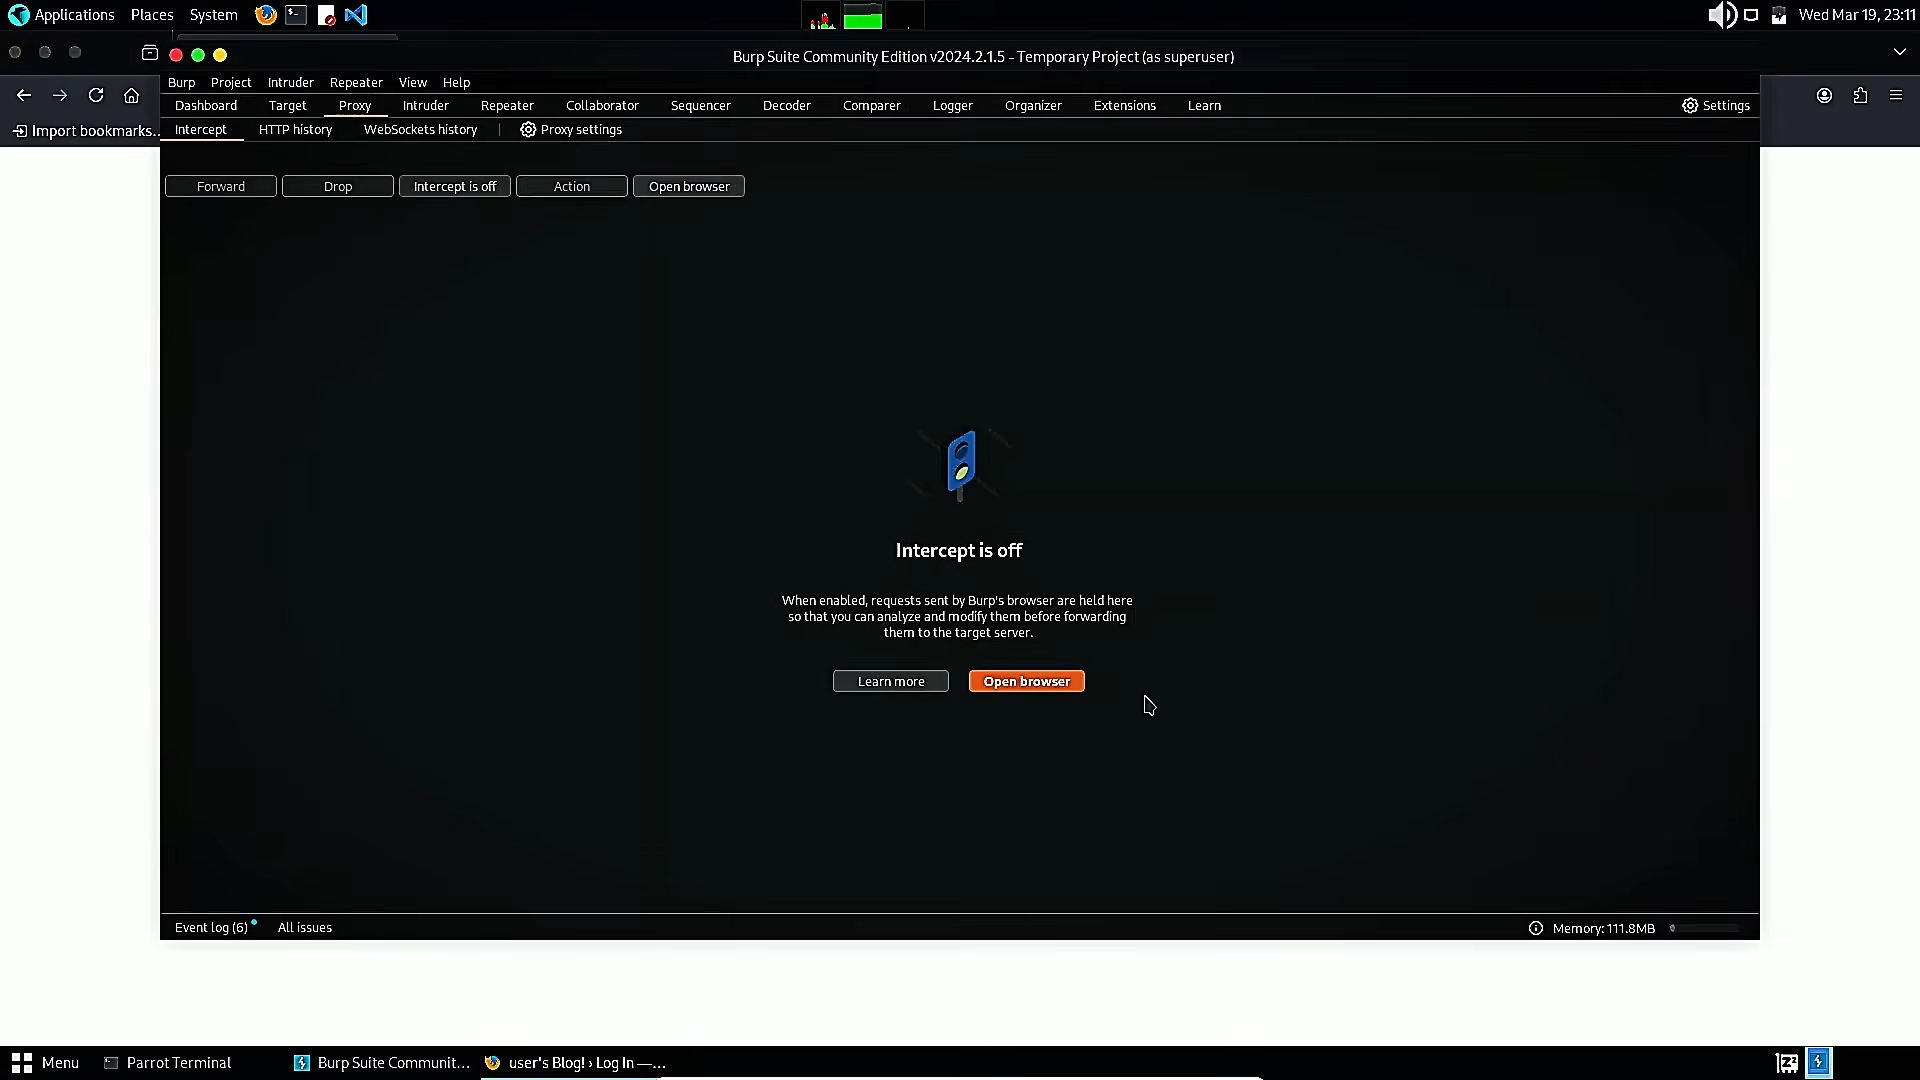 Applications Places System
Wed Mar 19, 23:11
Burp Suite Community Edition v2024.2.1.5 - Temporary Project (as superuser)
Burp Project Intruder Repeater View Help
Dashboard Target Proxy Intruder Repeater Collaborator Sequencer Decoder Comparer Logger Organizer Extensions Learn Settings
Import bookmarks...
Intercept HTTP history WebSockets history Proxy settings
Forward Drop Intercept is off Action Open browser
Intercept is off
When enabled, requests sent by Burp's browser are held here
so that you can analyze and modify them before forwarding
them to the target server.
Learn more Open browser
Event log (6) All issues
Memory: 111.8MB
Menu Parrot Terminal Burp Suite Communit... user's Blog! › Log In —...